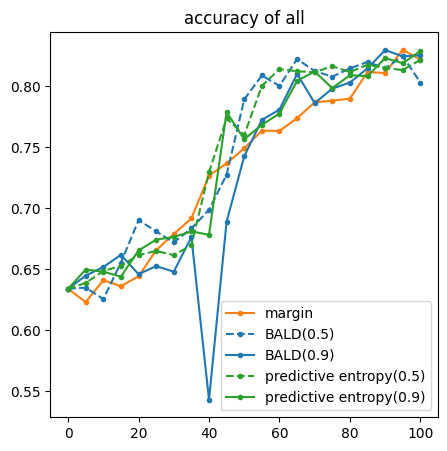 accuracy of all
0.80
0.75
0.70
0.65
0.60
0.55
margin
BALD(0.5)
BALD(0.9)
predictive entropy(0.5)
predictive entropy(0.9)
0 20 40 60 80 100